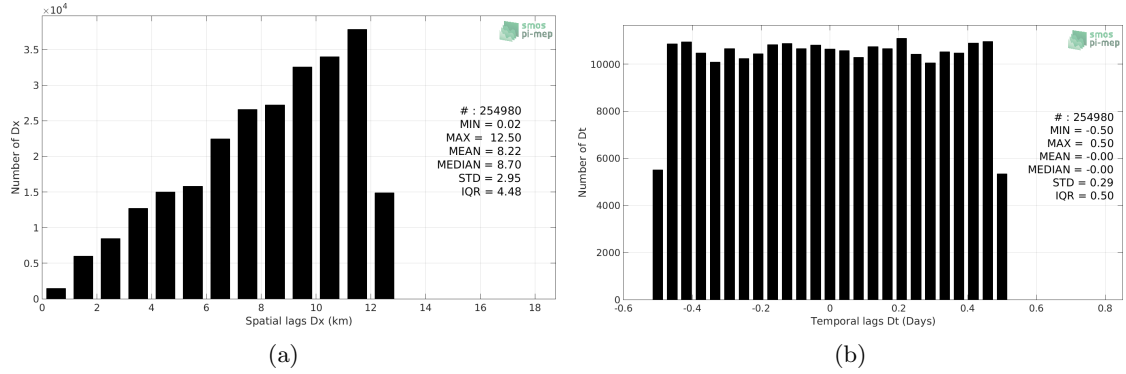 ×10⁴
smos
pi-mep
3.5
3
2.5
2
1.5
1
0.5
0
Number of Dx
# : 254980
MIN = 0.02
MAX = 12.50
MEAN = 8.22
MEDIAN = 8.70
STD = 2.95
IQR = 4.48
0 2 4 6 8 10 12 14 16 18
Spatial lags Dx (km)
(a)
smos
pi-mep
10000
8000
6000
4000
2000
0
Number of Dt
# : 254980
MIN = -0.50
MAX = 0.50
MEAN = -0.00
MEDIAN = -0.00
STD = 0.29
IQR = 0.50
-0.6 -0.4 -0.2 0 0.2 0.4 0.6 0.8
Temporal lags Dt (Days)
(b)